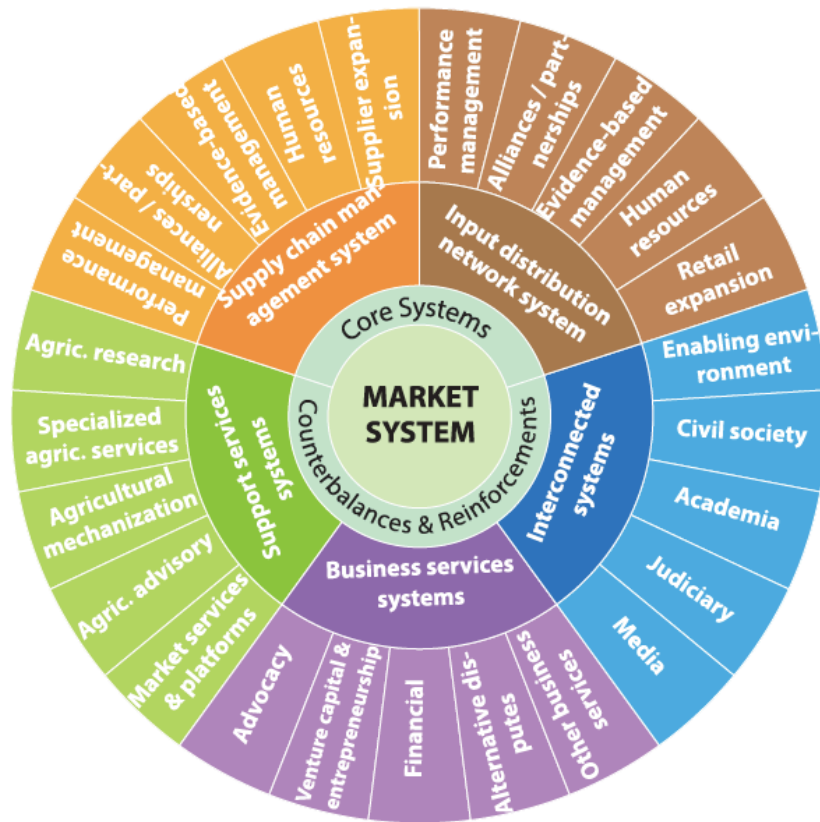 MARKET
SYSTEM
Core Systems
Counterbalances & Reinforcements
Supply chain man-
agement system
Performance
management
Alliances / part-
nerships
Evidence-based
management
Human
resources
Supplier expan-
sion
Input distribution
network system
Performance
management
Alliances / part-
nerships
Evidence-based
management
Human
resources
Retail
expansion
Interconnected
systems
Enabling envi-
ronment
Civil society
Academia
Judiciary
Media
Business services
systems
Other business
services
Alternative dis-
putes
Financial
Venture capital &
entrepreneurship
Advocacy
Support services
systems
Market services
& platforms
Agric. advisory
Agricultural
mechanization
Specialized
agric. services
Agric. research